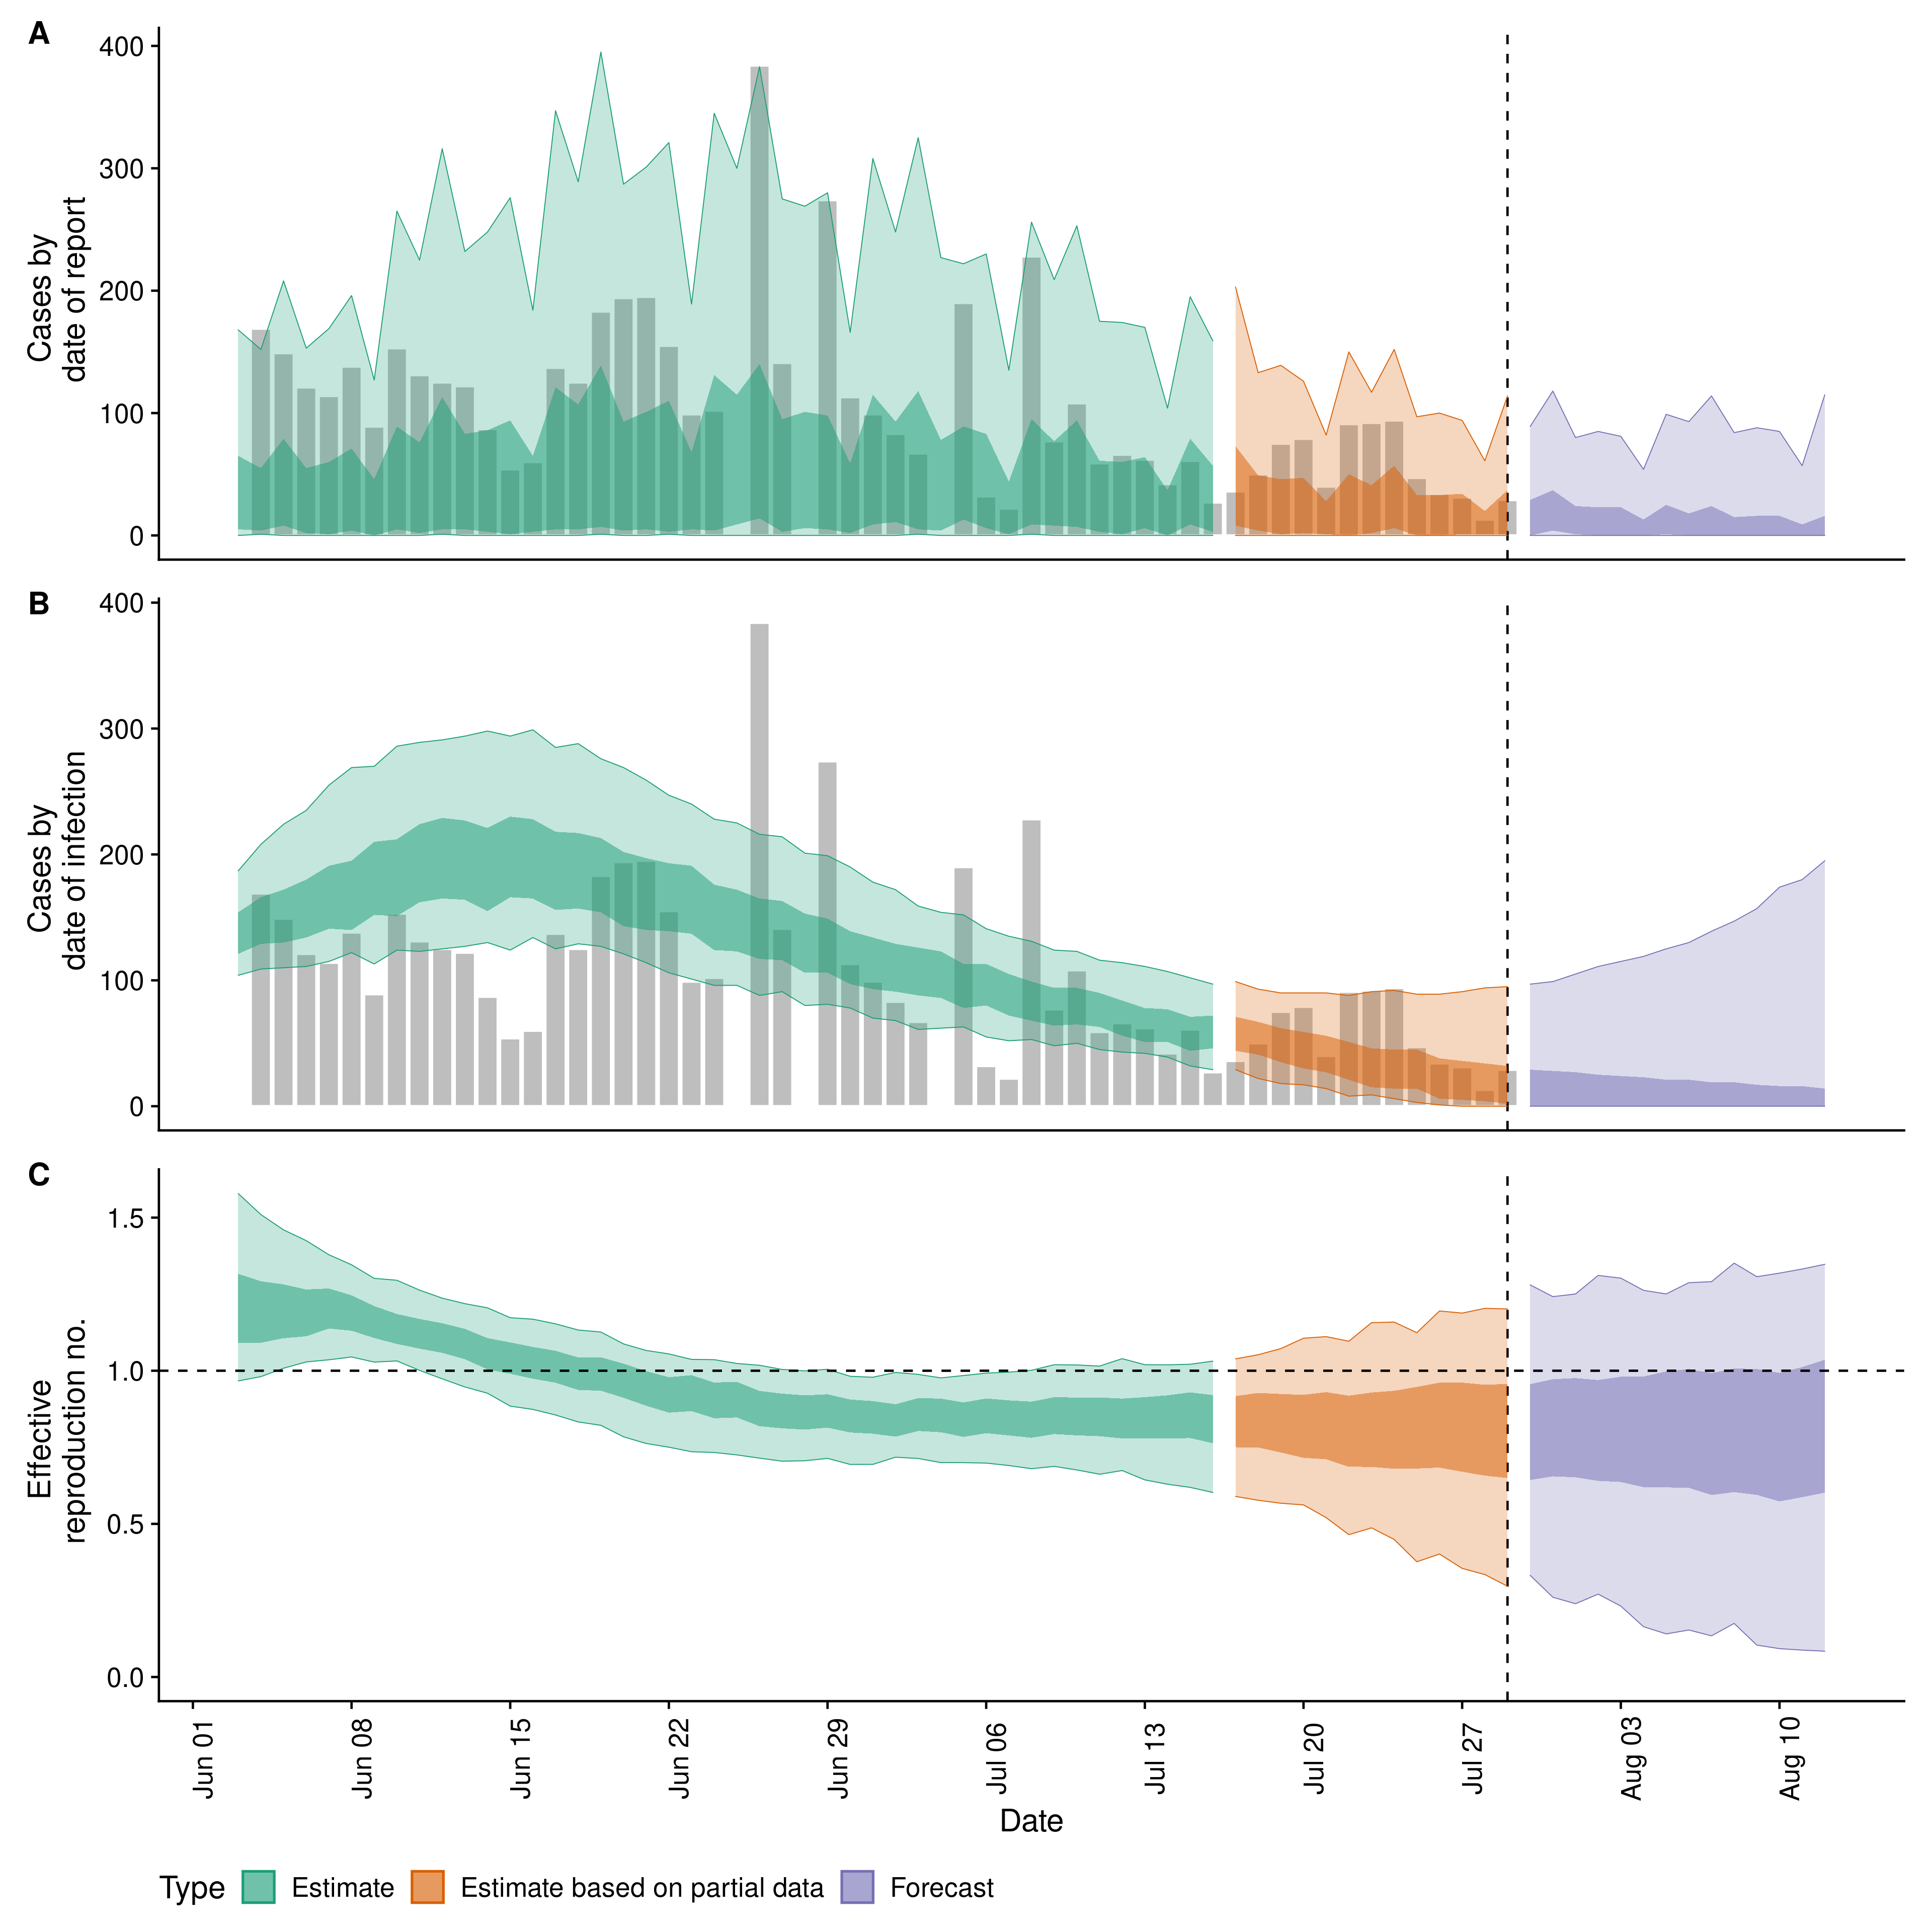 A
400
300
200
100
0
Cases by
date of report
B
400
300
200
100
0
Cases by
date of infection
C
1.5
1.0
0.5
0.0
Effective
reproduction no.
Jun 01
Jun 08
Jun 15
Jun 22
Jun 29
Jul 06
Jul 13
Jul 20
Jul 27
Aug 03
Aug 10
Date
Type Estimate Estimate based on partial data Forecast